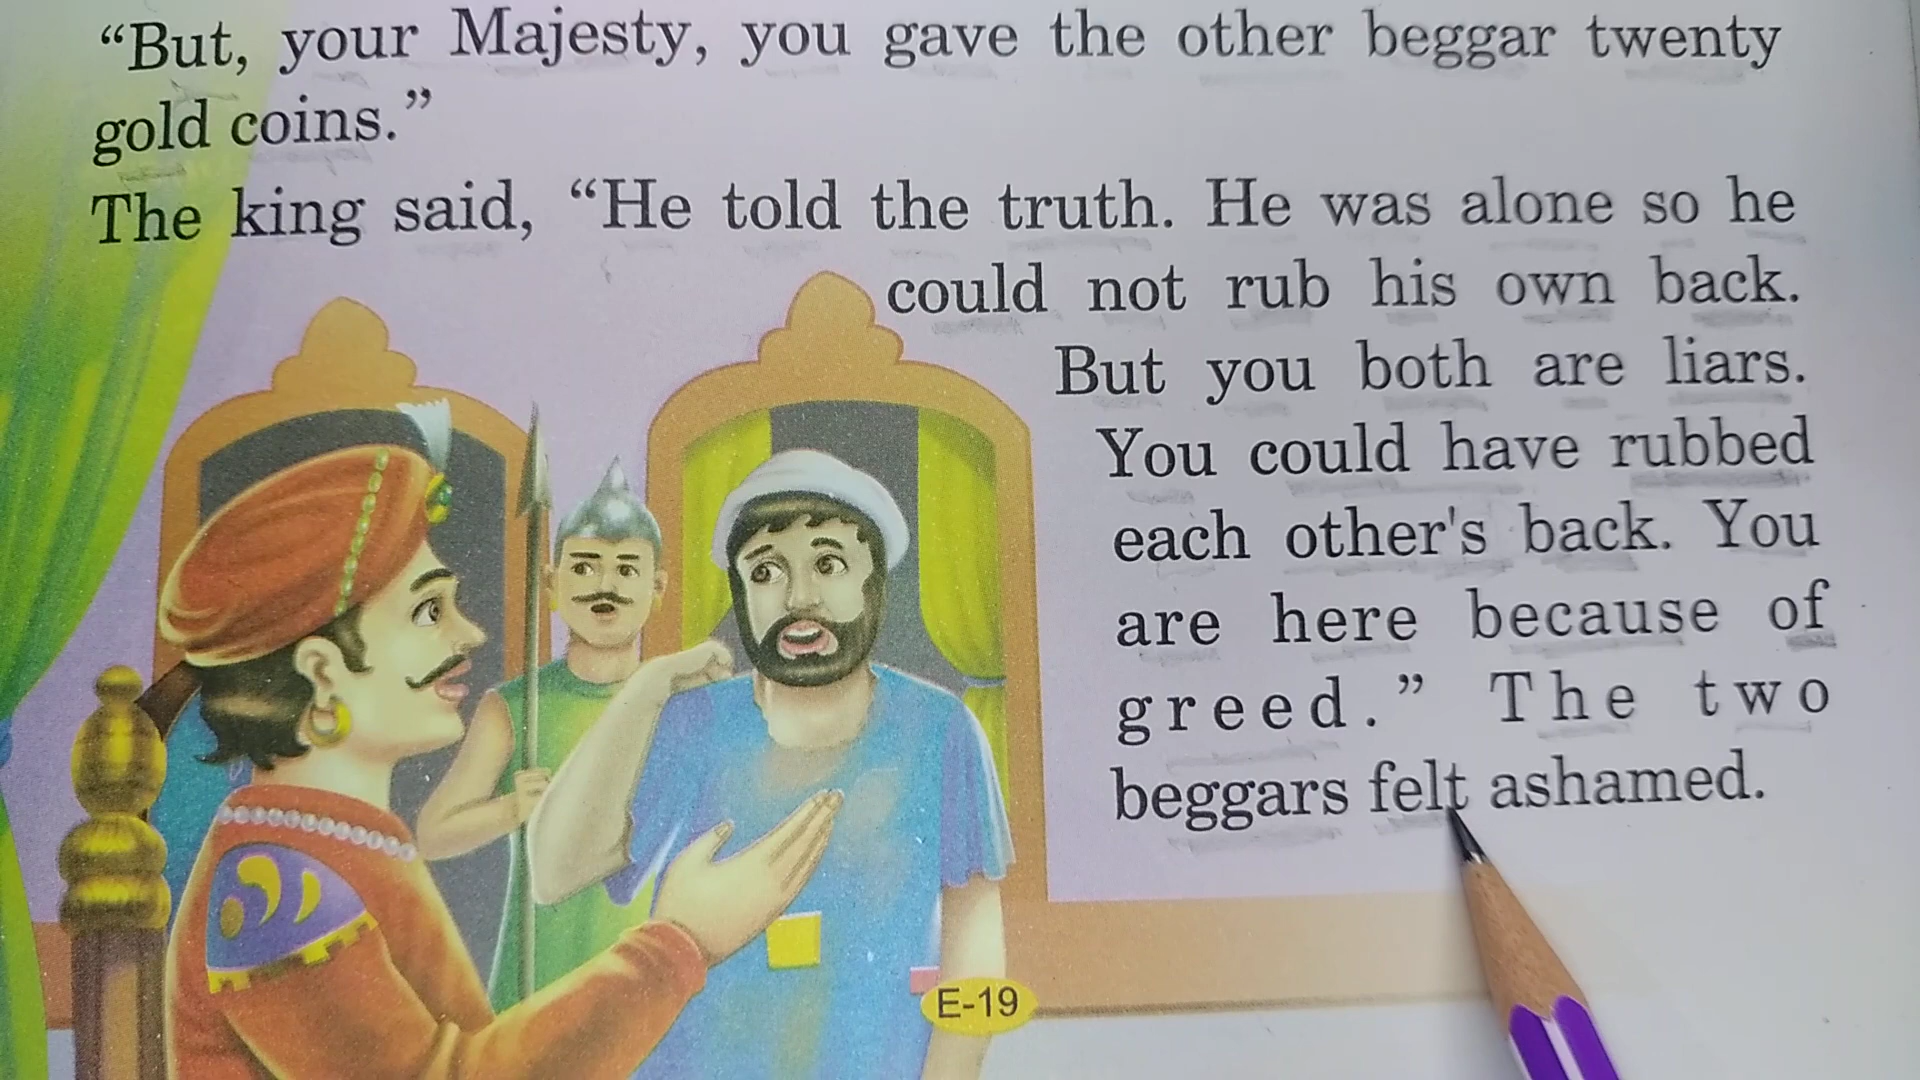 “But, your Majesty, you gave the other beggar twenty
gold coins.”
The king said, “He told the truth. He was alone so he
could not rub his own back.
But you both are liars.
You could have rubbed
each other's back. You
are here because of
greed.” The two
beggars felt ashamed.
E-19